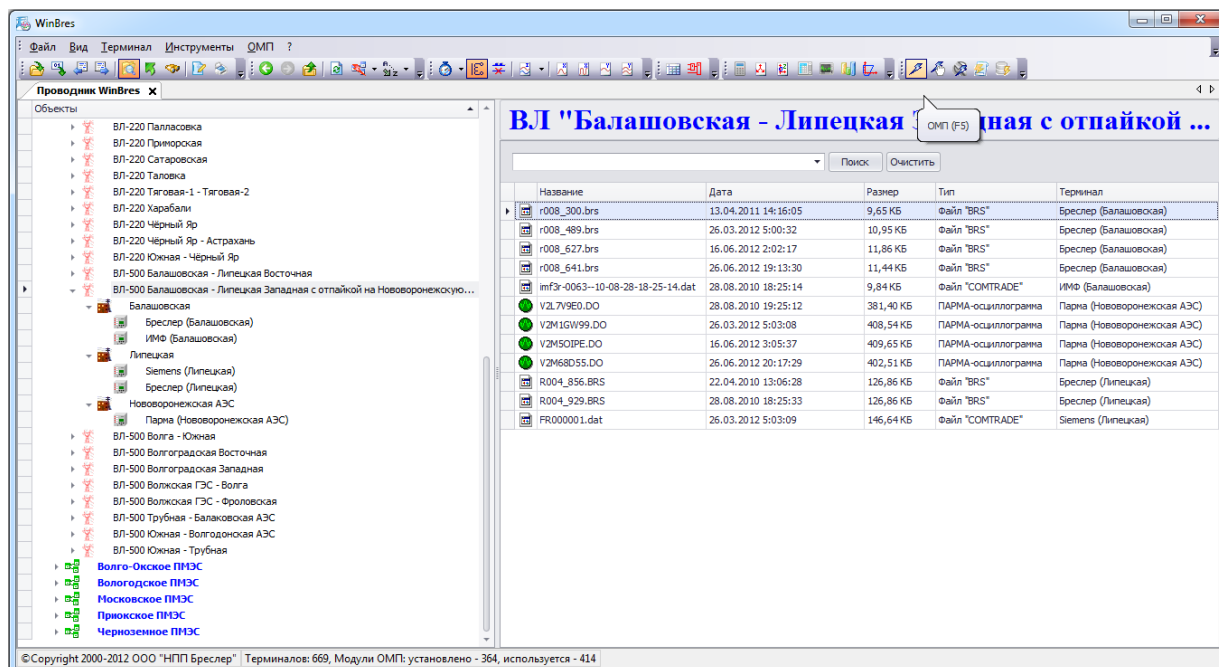 WinBres
Файл Вид Терминал Инструменты ОМП ?
Проводник WinBres
Объекты
ВЛ-220 Палласовка
ВЛ-220 Приморская
ВЛ-220 Сатаровская
ВЛ-220 Таловка
ВЛ-220 Тяговая-1 - Тяговая-2
ВЛ-220 Харабали
ВЛ-220 Чёрный Яр
ВЛ-220 Чёрный Яр - Астрахань
ВЛ-220 Южная - Чёрный Яр
ВЛ-500 Балашовская - Липецкая Восточная
ВЛ-500 Балашовская - Липецкая Западная с отпайкой на Нововоронежскую...
Балашовская
Бреслер (Балашовская)
ИМФ (Балашовская)
Липецкая
Siemens (Липецкая)
Бреслер (Липецкая)
Нововоронежская АЭС
Парма (Нововоронежская АЭС)
ВЛ-500 Волга - Южная
ВЛ-500 Волгоградская Восточная
ВЛ-500 Волгоградская Западная
ВЛ-500 Волжская ГЭС - Волга
ВЛ-500 Волжская ГЭС - Фроловская
ВЛ-500 Трубная - Балаковская АЭС
ВЛ-500 Южная - Волгодонская АЭС
ВЛ-500 Южная - Трубная
Волго-Окское ПМЭС
Вологодское ПМЭС
Московское ПМЭС
Приокское ПМЭС
Черноземное ПМЭС
ВЛ "Балашовская - Липецкая ная с отпайкой ...
ОМП (F5)
Поиск Очистить
Название Дата Размер Тип Терминал
r008_300.brs 13.04.2011 14:16:05 9,65 КБ Файл "BRS" Бреслер (Балашовская)
r008_489.brs 26.03.2012 5:00:32 10,95 КБ Файл "BRS" Бреслер (Балашовская)
r008_627.brs 16.06.2012 2:02:17 11,86 КБ Файл "BRS" Бреслер (Балашовская)
r008_641.brs 26.06.2012 19:13:30 11,44 КБ Файл "BRS" Бреслер (Балашовская)
imf3r-0063--10-08-28-18-25-14.dat 28.08.2010 18:25:14 9,84 КБ Файл "COMTRADE" ИМФ (Балашовская)
V2L7V9E0.DO 28.08.2010 19:25:12 381,40 КБ ПАРМА-осциллограмма Парма (Нововоронежская АЭС)
V2M1GW99.DO 26.03.2012 5:03:08 408,54 КБ ПАРМА-осциллограмма Парма (Нововоронежская АЭС)
V2M5OIPE.DO 16.06.2012 3:05:37 409,65 КБ ПАРМА-осциллограмма Парма (Нововоронежская АЭС)
V2M68D55.DO 26.06.2012 20:17:29 402,51 КБ ПАРМА-осциллограмма Парма (Нововоронежская АЭС)
R004_856.BRS 22.04.2010 13:06:28 126,86 КБ Файл "BRS" Бреслер (Липецкая)
R004_929.BRS 28.08.2010 18:25:33 126,86 КБ Файл "BRS" Бреслер (Липецкая)
FR000001.dat 26.03.2012 5:03:09 146,64 КБ Файл "COMTRADE" Siemens (Липецкая)
©Copyright 2000-2012 ООО "НПП Бреслер" Терминалов: 669, Модули ОМП: установлено - 364, используется - 414